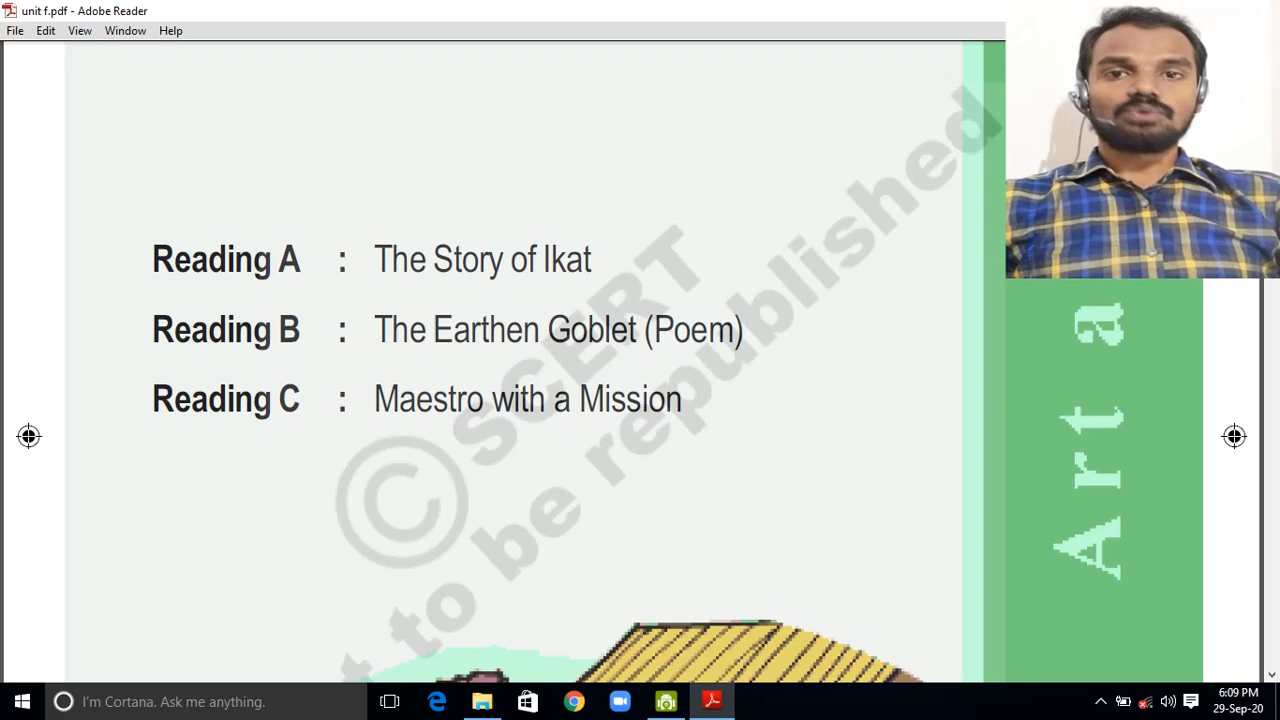 unit f.pdf - Adobe Reader
File Edit View Window Help
Reading A : The Story of Ikat
Reading B : The Earthen Goblet (Poem)
Reading C : Maestro with a Mission
©SCERT
to be republished
Art a
I'm Cortana. Ask me anything.
6:09 PM
29-Sep-20